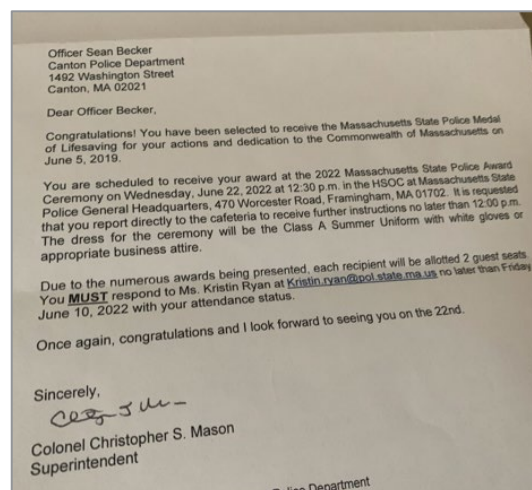 Officer Sean Becker
Canton Police Department
1492 Washington Street
Canton, MA 02021
Dear Officer Becker,
Congratulations! You have been selected to receive the Massachusetts State Police Medal
of Lifesaving for your actions and dedication to the Commonwealth of Massachusetts on
June 5, 2019.
You are scheduled to receive your award at the 2022 Massachusetts State Police Award
Ceremony on Wednesday, June 22, 2022 at 12:30 p.m. in the HSOC at Massachusetts State
Police General Headquarters, 470 Worcester Road, Framingham, MA 01702. It is requested
that you report directly to the cafeteria to receive further instructions no later than 12:00 p.m.
The dress for the ceremony will be the Class A Summer Uniform with white gloves or
appropriate business attire.
Due to the numerous awards being presented, each recipient will be allotted 2 guest seats.
You MUST respond to Ms. Kristin Ryan at Kristin.ryan@pol.state.ma.us no later than Friday
June 10, 2022 with your attendance status.
Once again, congratulations and I look forward to seeing you on the 22nd.
Sincerely,
Colonel Christopher S. Mason
Superintendent
Police Department